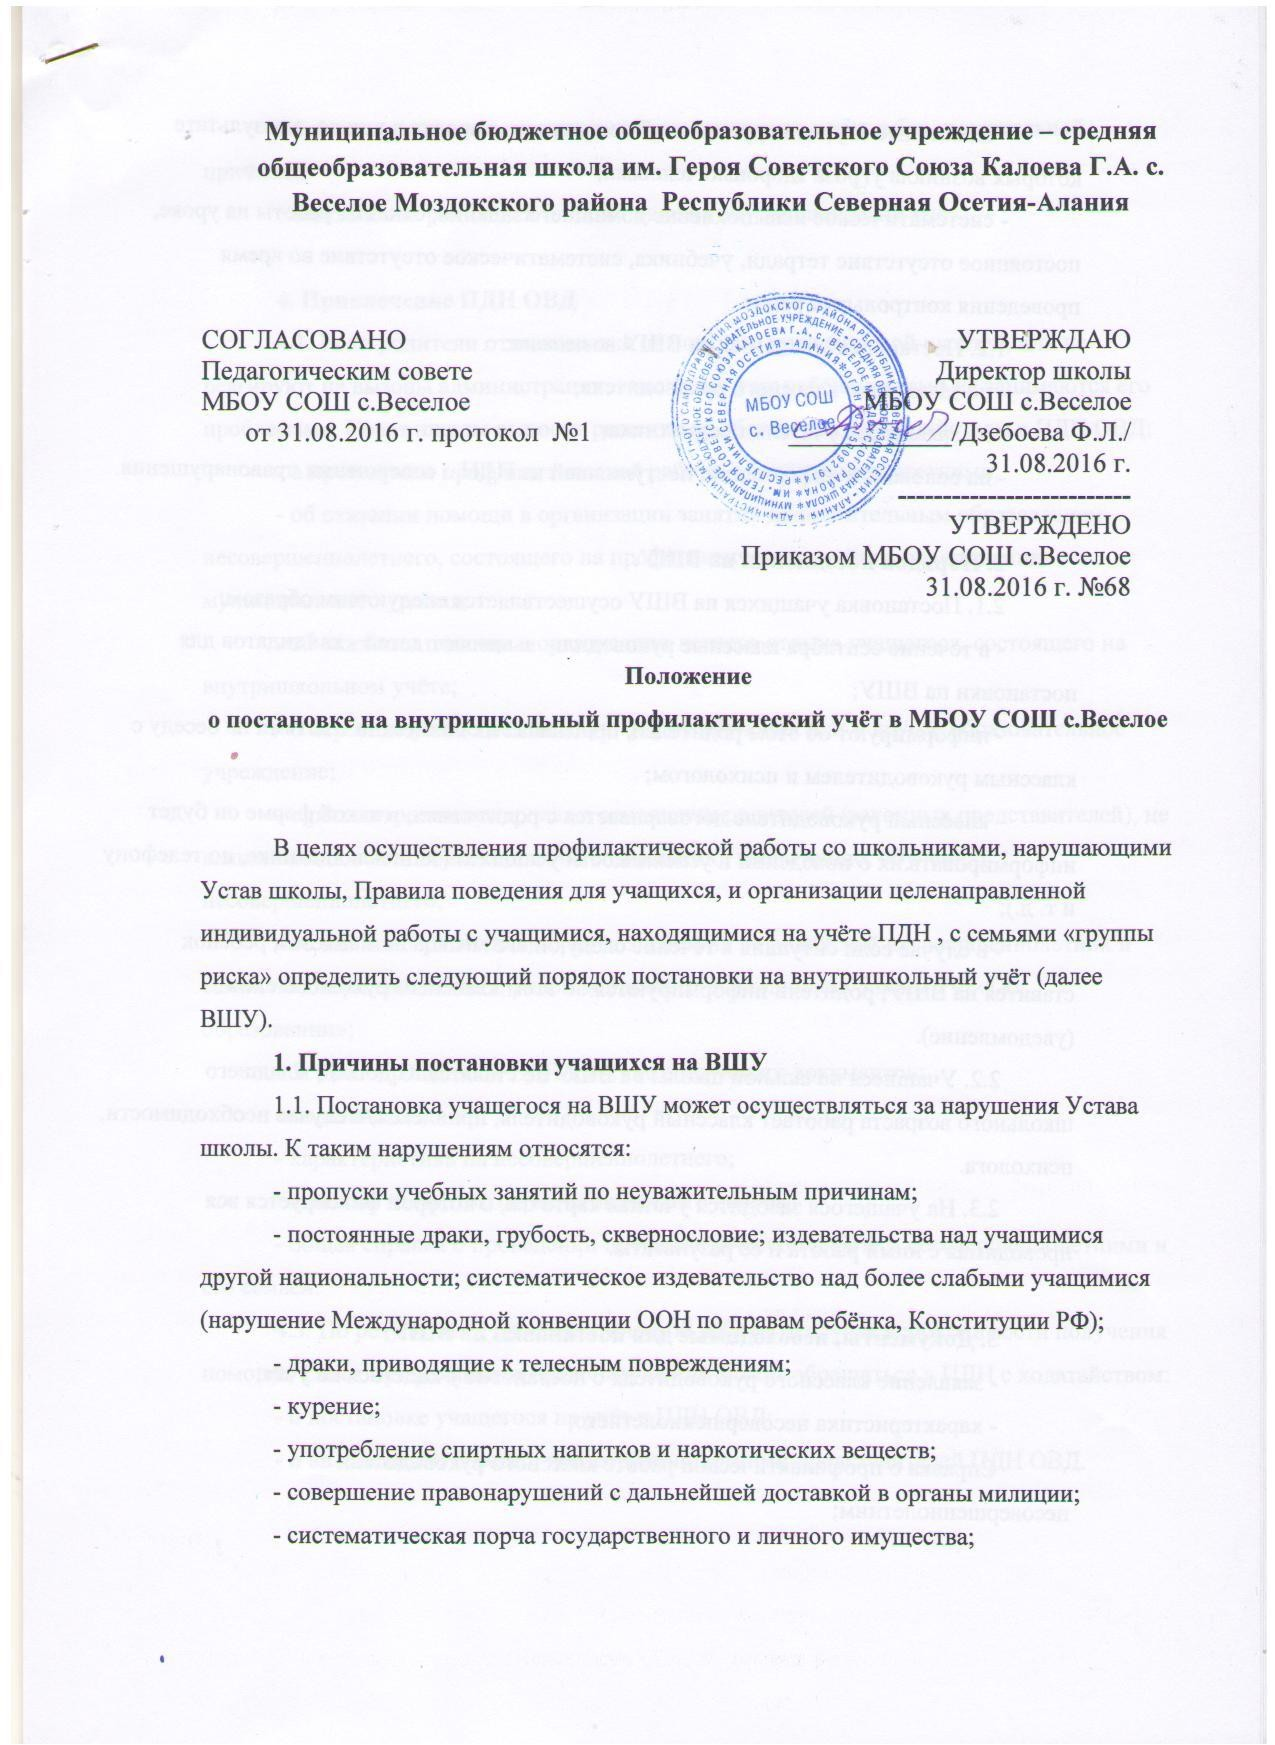 Муниципальное бюджетное общеобразовательное учреждение – средняя
общеобразовательная школа им. Героя Советского Союза Калоева Г.А. с.
Веселое Моздокского района Республики Северная Осетия-Алания
СОГЛАСОВАНО
Педагогическим совете
МБОУ СОШ с.Веселое
от 31.08.2016 г. протокол №1
УТВЕРЖДАЮ
Директор школы
МБОУ СОШ с.Веселое
/Дзебоева Ф.Л./
31.08.2016 г.
--------------------------
УТВЕРЖДЕНО
Приказом МБОУ СОШ с.Веселое
31.08.2016 г. №68
МБОУ СОШ
с. Веселое
Положение
о постановке на внутришкольный профилактический учёт в МБОУ СОШ с.Веселое
В целях осуществления профилактической работы со школьниками, нарушающими
Устав школы, Правила поведения для учащихся, и организации целенаправленной
индивидуальной работы с учащимися, находящимися на учёте ПДН , с семьями «группы
риска» определить следующий порядок постановки на внутришкольный учёт (далее
ВШУ).
1. Причины постановки учащихся на ВШУ
1.1. Постановка учащегося на ВШУ может осуществляться за нарушения Устава
школы. К таким нарушениям относятся:
- пропуски учебных занятий по неуважительным причинам;
- постоянные драки, грубость, сквернословие; издевательства над учащимися
другой национальности; систематическое издевательство над более слабыми учащимися
(нарушение Международной конвенции ООН по правам ребёнка, Конституции РФ);
- драки, приводящие к телесным повреждениям;
- курение;
- употребление спиртных напитков и наркотических веществ;
- совершение правонарушений с дальнейшей доставкой в органы милиции;
- систематическая порча государственного и личного имущества;